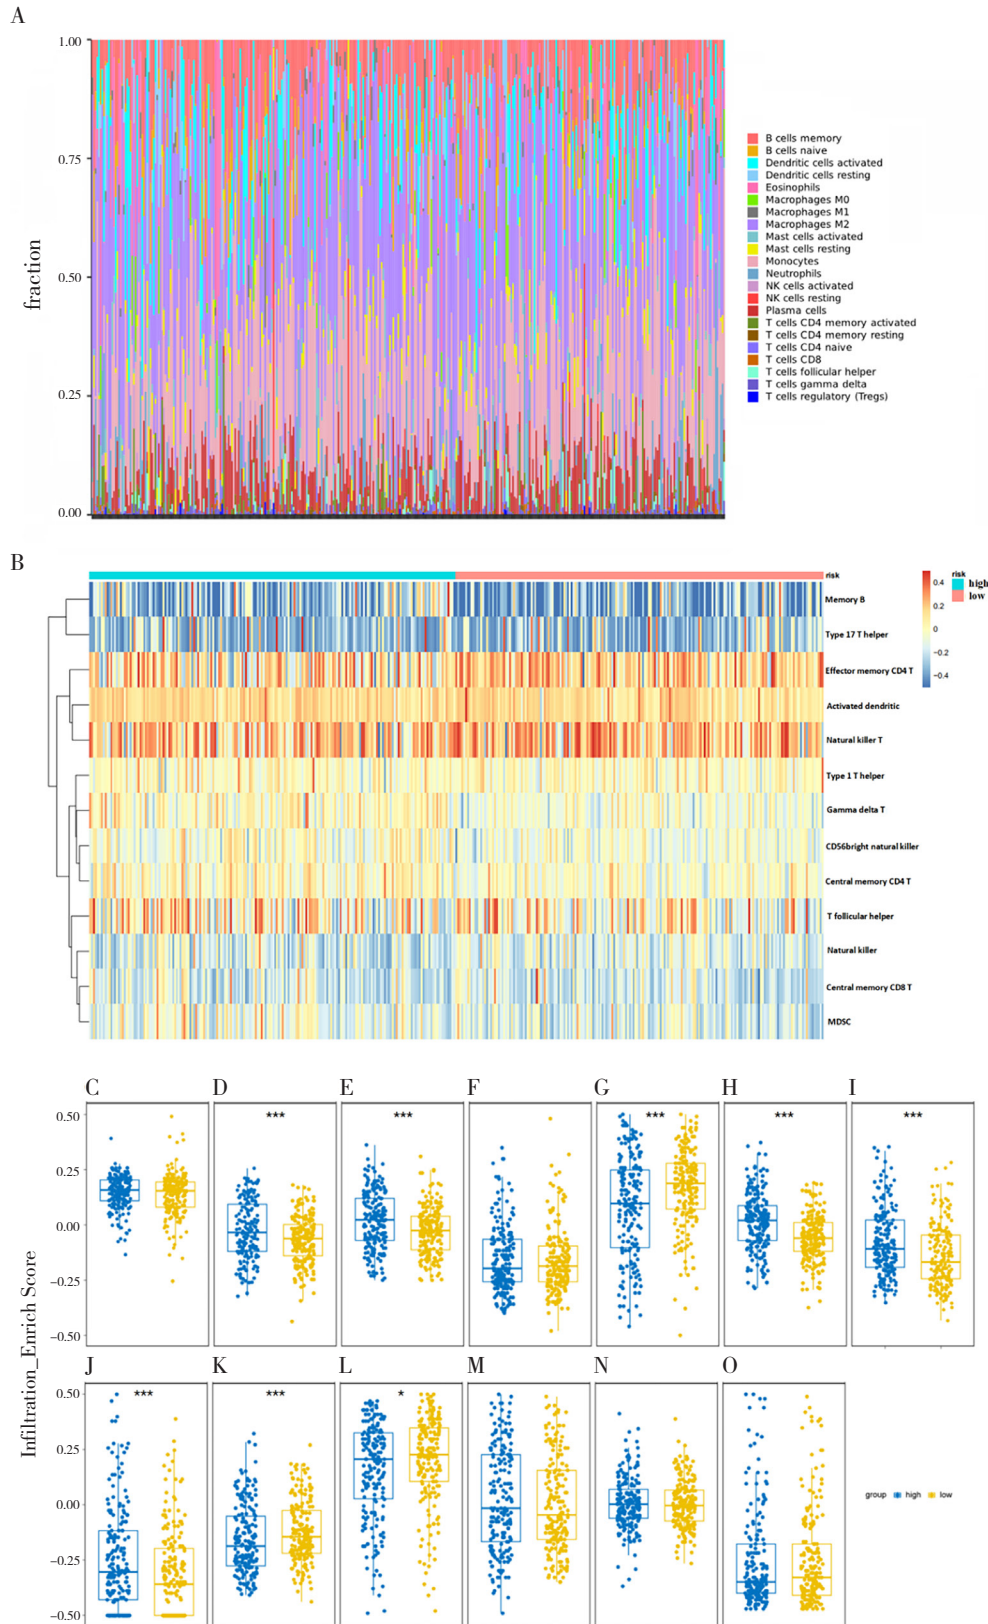 A
1.00
0.75
0.50
0.25
0.00
fraction
B cells memory
B cells naive
Dendritic cells activated
Dendritic cells resting
Eosinophils
Macrophages M0
Macrophages M1
Macrophages M2
Mast cells activated
Mast cells resting
Monocytes
Neutrophils
NK cells activated
NK cells resting
Plasma cells
T cells CD4 memory activated
T cells CD4 memory resting
T cells CD4 naive
T cells CD8
T cells follicular helper
T cells gamma delta
T cells regulatory (Tregs)
B
risk
Memory B
Type 17 T helper
Effector memory CD4 T
Activated dendritic
Natural killer T
Type 1 T helper
Gamma delta T
CD56bright natural killer
Central memory CD4 T
T follicular helper
Natural killer
Central memory CD8 T
MDSC
0.4
0.2
0
−0.2
−0.4
risk
high
low
C D E F G H I
*** *** *** *** ***
0.50
0.25
0.00
−0.25
−0.50
Infiltration_Enrich Score
J K L M N O
*** *** *
0.50
0.25
0.00
−0.25
−0.50
group high low